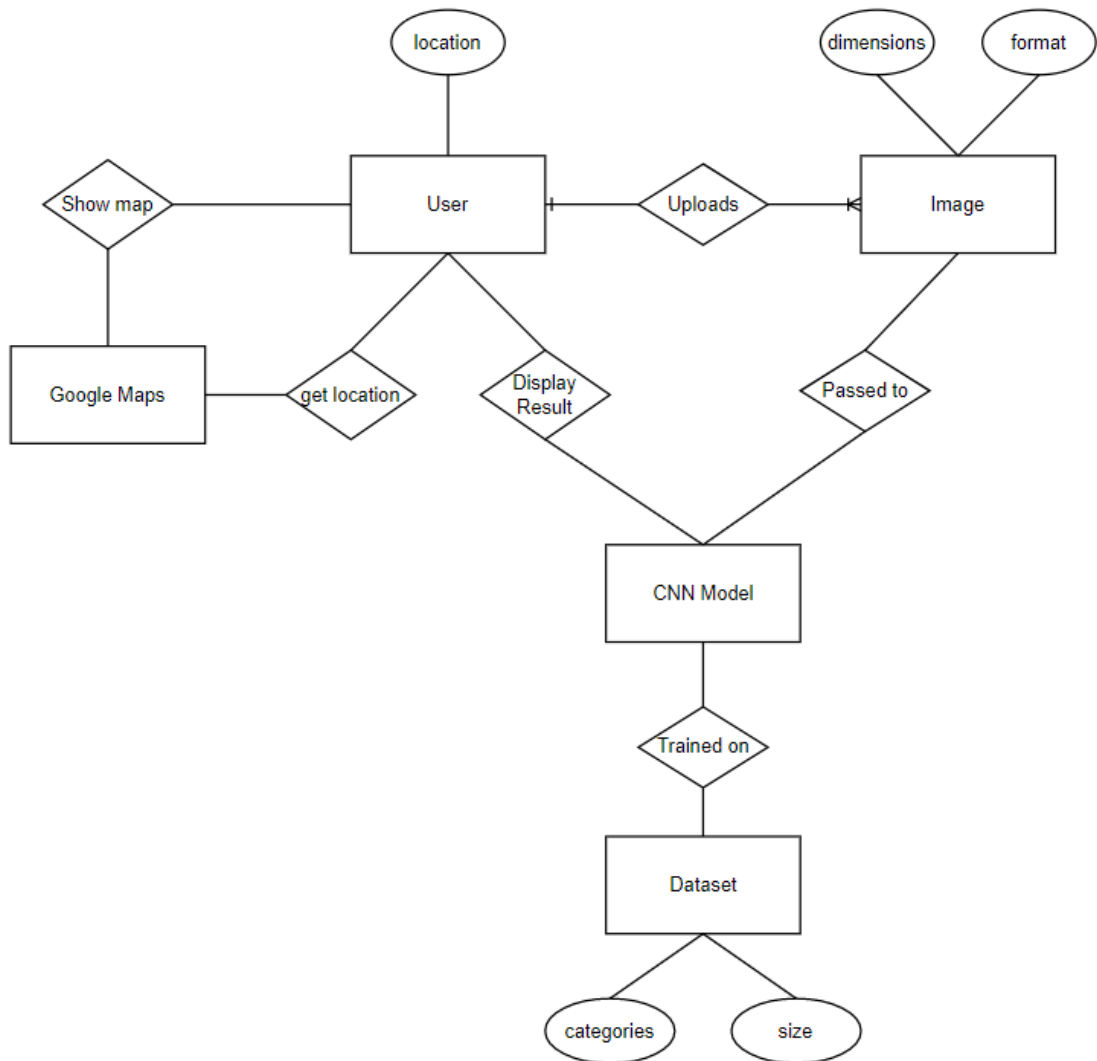 location
dimensions
format
Show map
User
Uploads
Image
Google Maps
get location
Display
Result
Passed to
CNN Model
Trained on
Dataset
categories
size